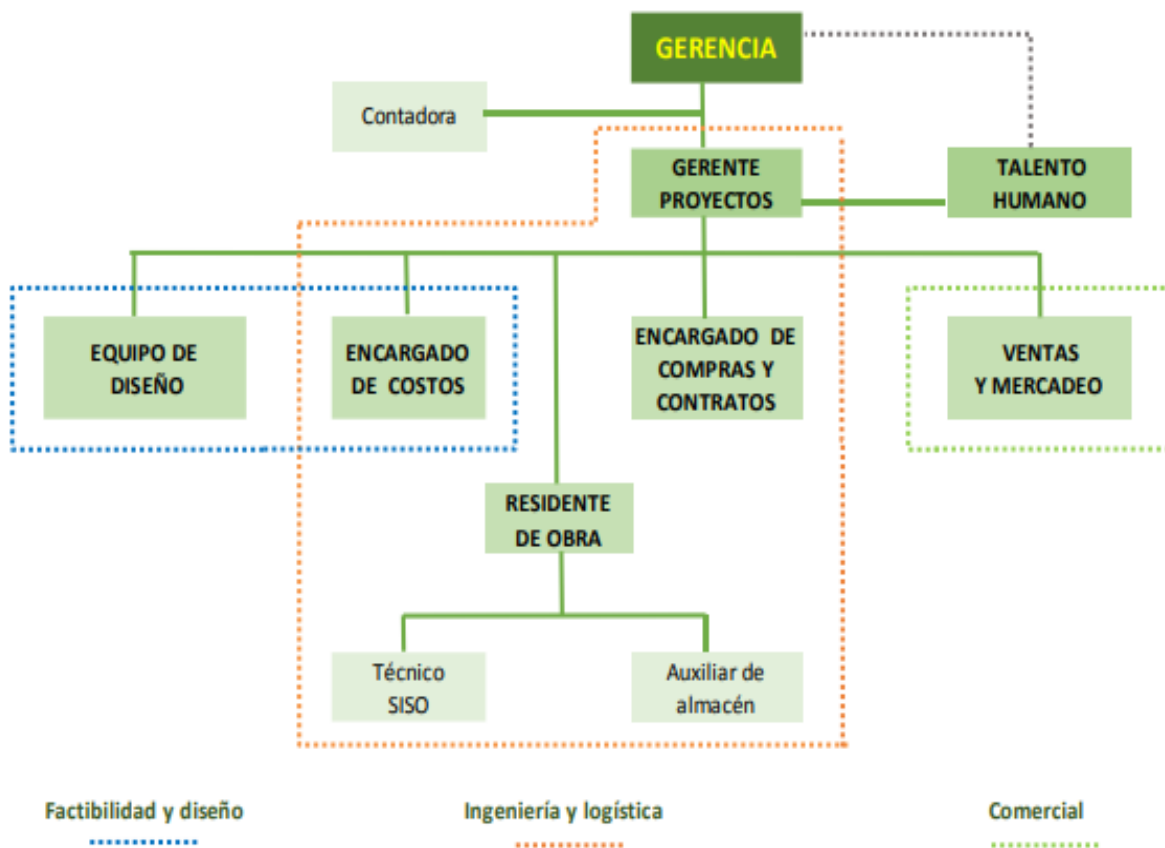 GERENCIA
Contadora
GERENTE
PROYECTOS
TALENTO
HUMANO
EQUIPO DE
DISEÑO
ENCARGADO
DE COSTOS
ENCARGADO DE
COMPRAS Y
CONTRATOS
VENTAS
Y MERCADEO
RESIDENTE
DE OBRA
Técnico
SISO
Auxiliar de
almacén
Factibilidad y diseño
Ingeniería y logística
Comercial